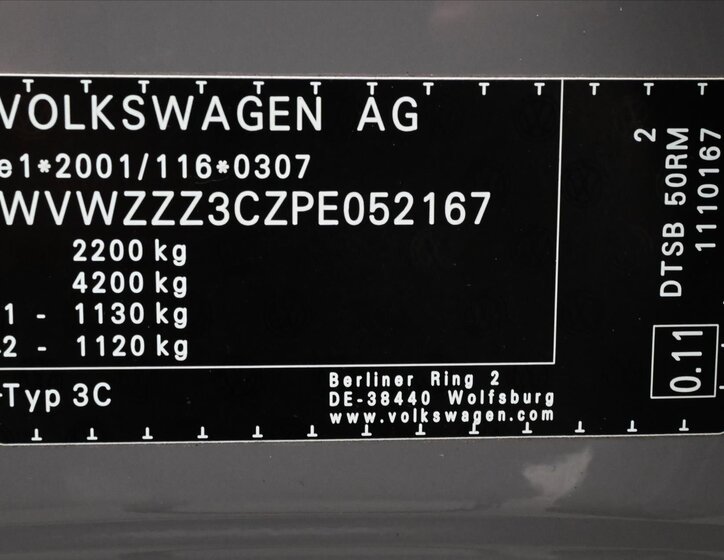 VOLKSWAGEN AG
e1*2001/116*0307
WVWZZZ3CZPE052167
2200 kg
4200 kg
1 - 1130 kg
2 - 1120 kg
Typ 3C
Berliner Ring 2
DE-38440 Wolfsburg
www.volkswagen.com
2
DTSB 50RM
1110167
0.11